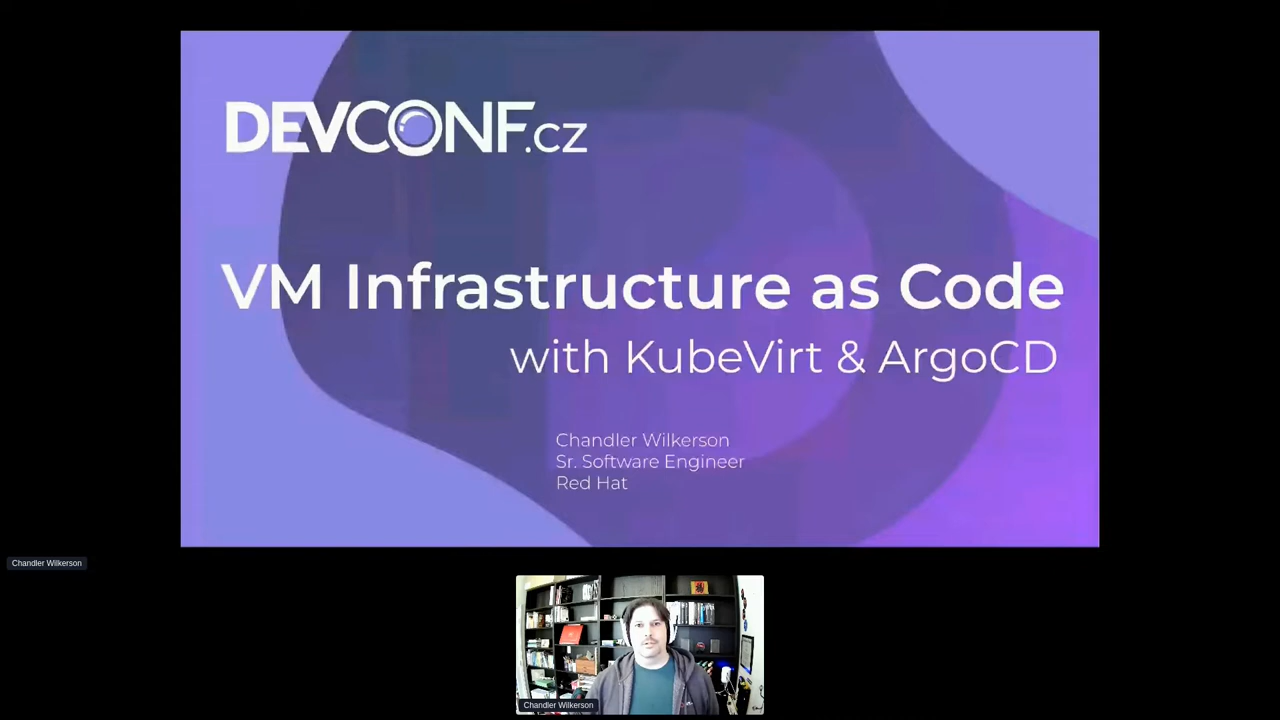 DEVCONF.cz
VM Infrastructure as Code
with KubeVirt & ArgoCD
Chandler Wilkerson
Sr. Software Engineer
Red Hat
Chandler Wilkerson
Chandler Wilkerson